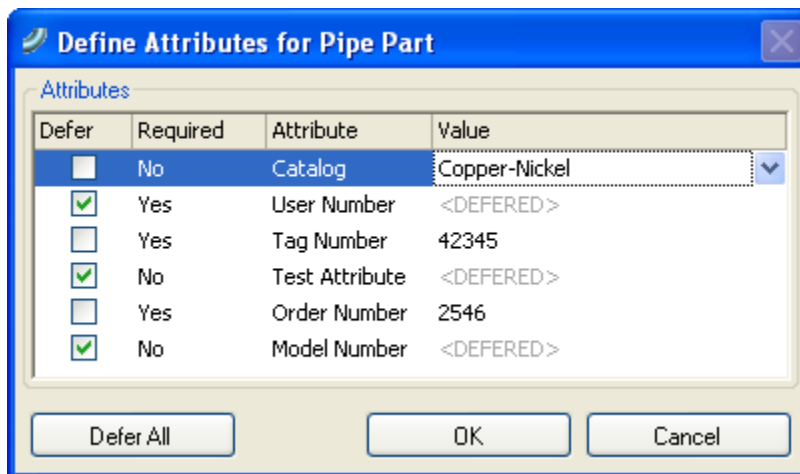 Define Attributes for Pipe Part
Attributes
Defer Required Attribute Value
No Catalog Copper-Nickel
Yes User Number <DEFERED>
Yes Tag Number 42345
No Test Attribute <DEFERED>
Yes Order Number 2546
No Model Number <DEFERED>
Defer All OK Cancel